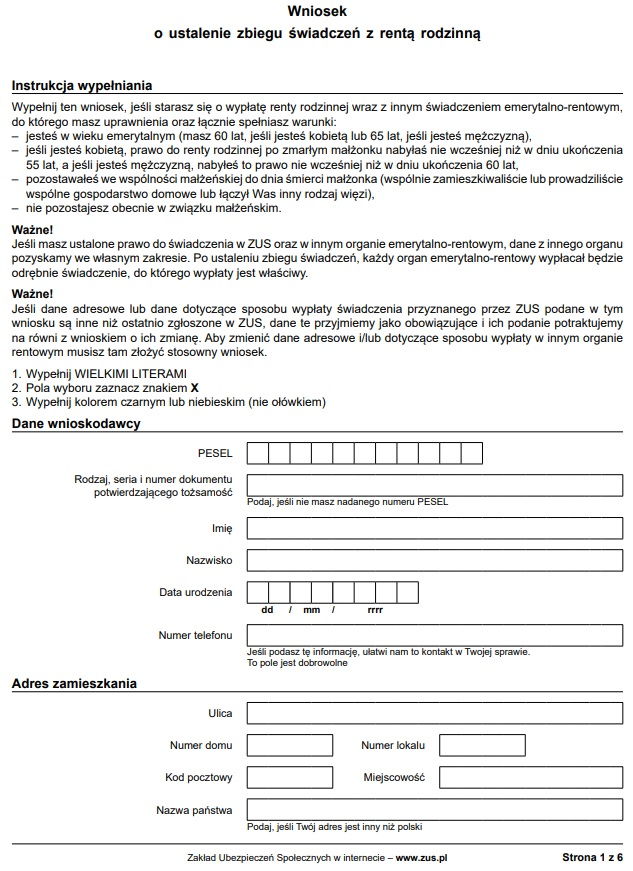 Wniosek
o ustalenie zbiegu świadczeń z rentą rodzinną
Instrukcja wypełniania
Wypełnij ten wniosek, jeśli starasz się o wypłatę renty rodzinnej wraz z innym świadczeniem emerytalno-rentowym,
do którego masz uprawnienia oraz łącznie spełniasz warunki:
– jesteś w wieku emerytalnym (masz 60 lat, jeśli jesteś kobietą lub 65 lat, jeśli jesteś mężczyzną),
– jeśli jesteś kobietą, prawo do renty rodzinnej po zmarłym małżonku nabyłaś nie wcześniej niż w dniu ukończenia
55 lat, a jeśli jesteś mężczyzną, nabyłeś to prawo nie wcześniej niż w dniu ukończenia 60 lat,
– pozostawałeś we wspólności małżeńskiej do dnia śmierci małżonka (wspólnie zamieszkiwaliście lub prowadziliście
wspólne gospodarstwo domowe lub łączył Was inny rodzaj więzi),
– nie pozostajesz obecnie w związku małżeńskim.
Ważne!
Jeśli masz ustalone prawo do świadczenia w ZUS oraz w innym organie emerytalno-rentowym, dane z innego organu
pozyskamy we własnym zakresie. Po ustaleniu zbiegu świadczeń, każdy organ emerytalno-rentowy wypłacał będzie
odrębnie świadczenie, do którego wypłaty jest właściwy.
Ważne!
Jeśli dane adresowe lub dane dotyczące sposobu wypłaty świadczenia przyznanego przez ZUS podane w tym
wniosku są inne niż ostatnio zgłoszone w ZUS, dane te przyjmiemy jako obowiązujące i ich podanie potraktujemy
na równi z wnioskiem o ich zmianę. Aby zmienić dane adresowe i/lub dotyczące sposobu wypłaty w innym organie
rentowym musisz tam złożyć stosowny wniosek.
1. Wypełnij WIELKIMI LITERAMI
2. Pola wyboru zaznacz znakiem X
3. Wypełnij kolorem czarnym lub niebieskim (nie ołówkiem)
Dane wnioskodawcy
PESEL
Rodzaj, seria i numer dokumentu
potwierdzającego tożsamość
Podaj, jeśli nie masz nadanego numeru PESEL
Imię
Nazwisko
Data urodzenia
dd / mm / rrrr
Numer telefonu
Jeśli podasz tę informację, ułatwi nam to kontakt w Twojej sprawie.
To pole jest dobrowolne
Adres zamieszkania
Ulica
Numer domu Numer lokalu
Kod pocztowy Miejscowość
Nazwa państwa
Podaj, jeśli Twój adres jest inny niż polski
Zakład Ubezpieczeń Społecznych w internecie – www.zus.pl Strona 1 z 6